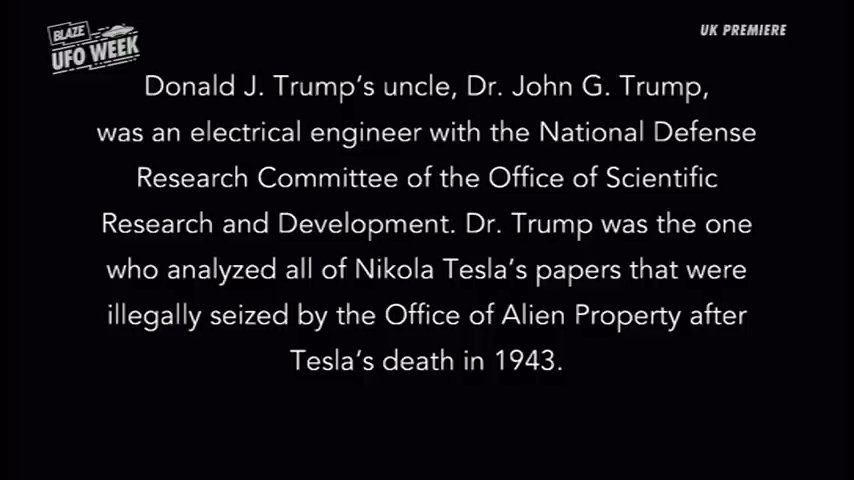 BLAZE
UFO WEEK
UK PREMIERE
Donald J. Trump's uncle, Dr. John G. Trump,
was an electrical engineer with the National Defense
Research Committee of the Office of Scientific
Research and Development. Dr. Trump was the one
who analyzed all of Nikola Tesla's papers that were
illegally seized by the Office of Alien Property after
Tesla's death in 1943.